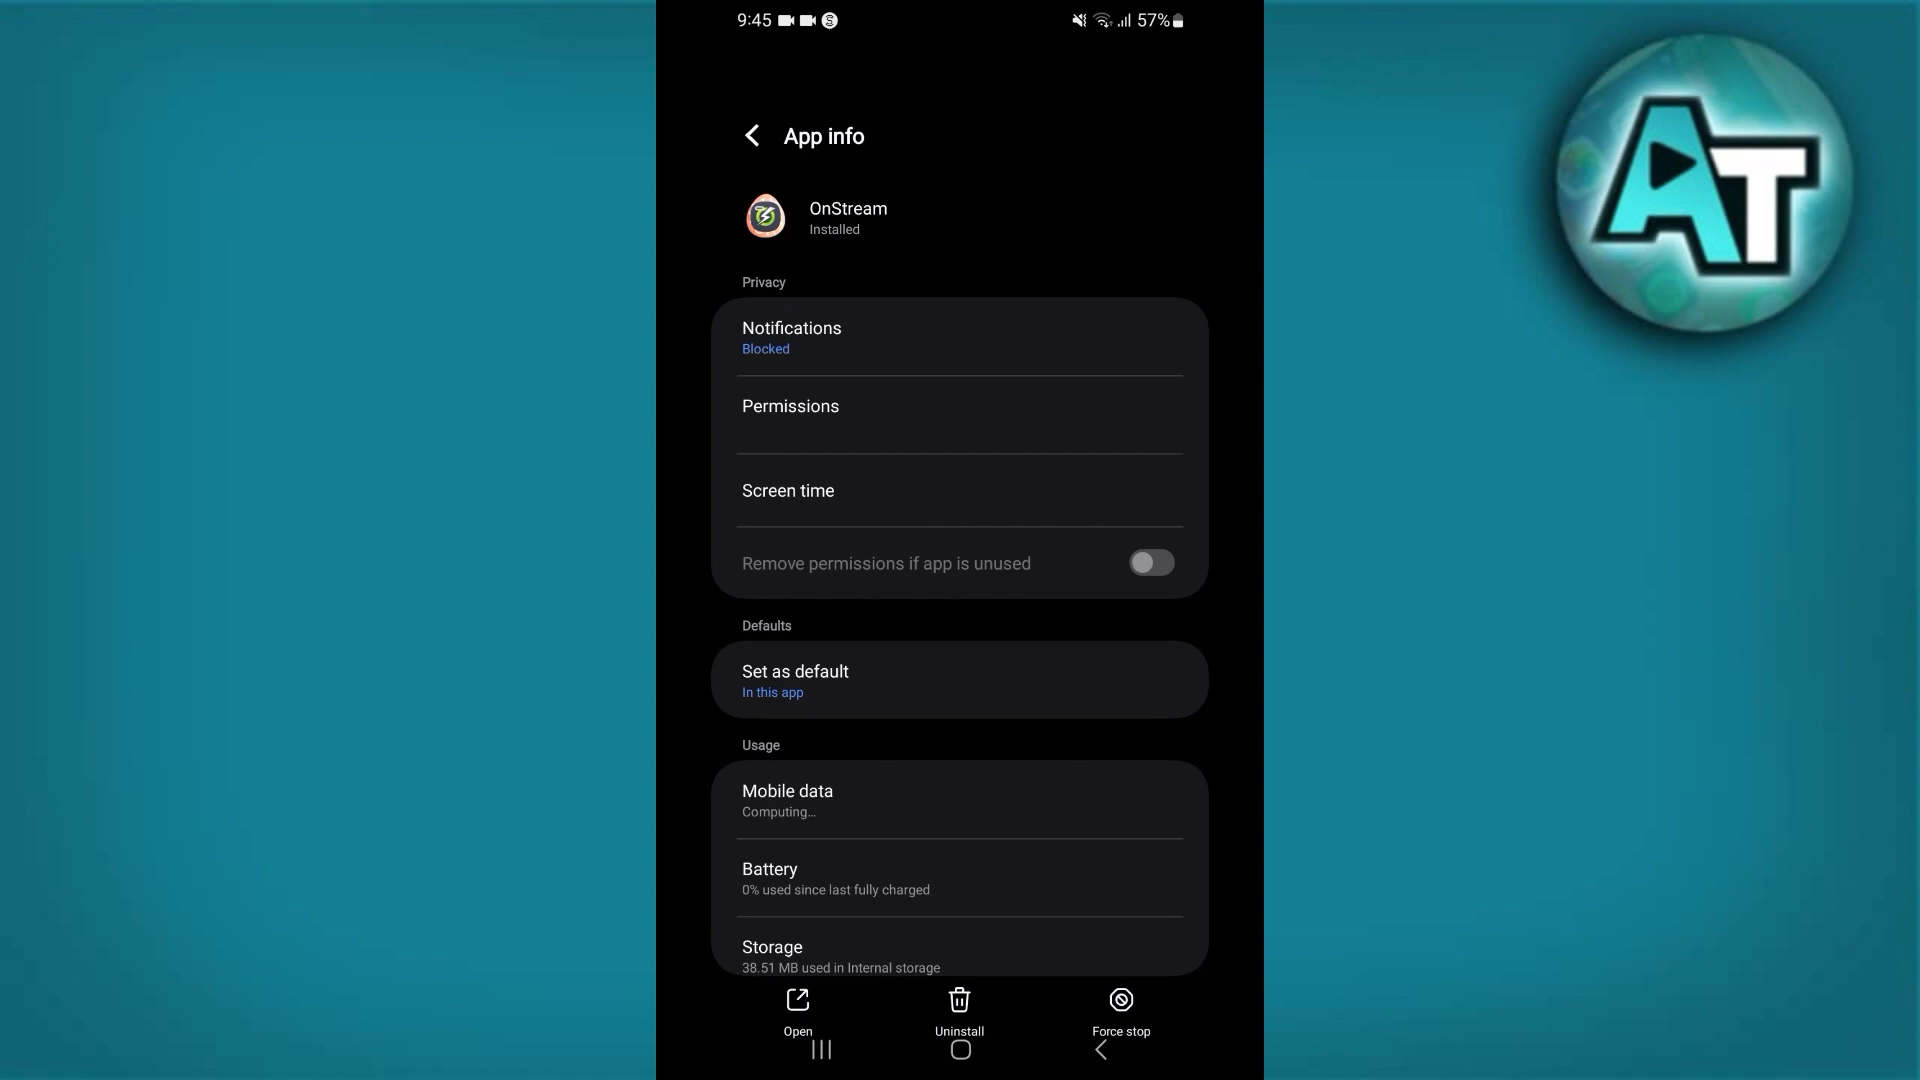 9:45 57%
App info
OnStream
Installed
Privacy
Notifications
Blocked
Permissions
Screen time
Remove permissions if app is unused
Defaults
Set as default
In this app
Usage
Mobile data
Computing...
Battery
0% used since last fully charged
Storage
38.51 MB used in Internal storage
Open Uninstall Force stop
AT